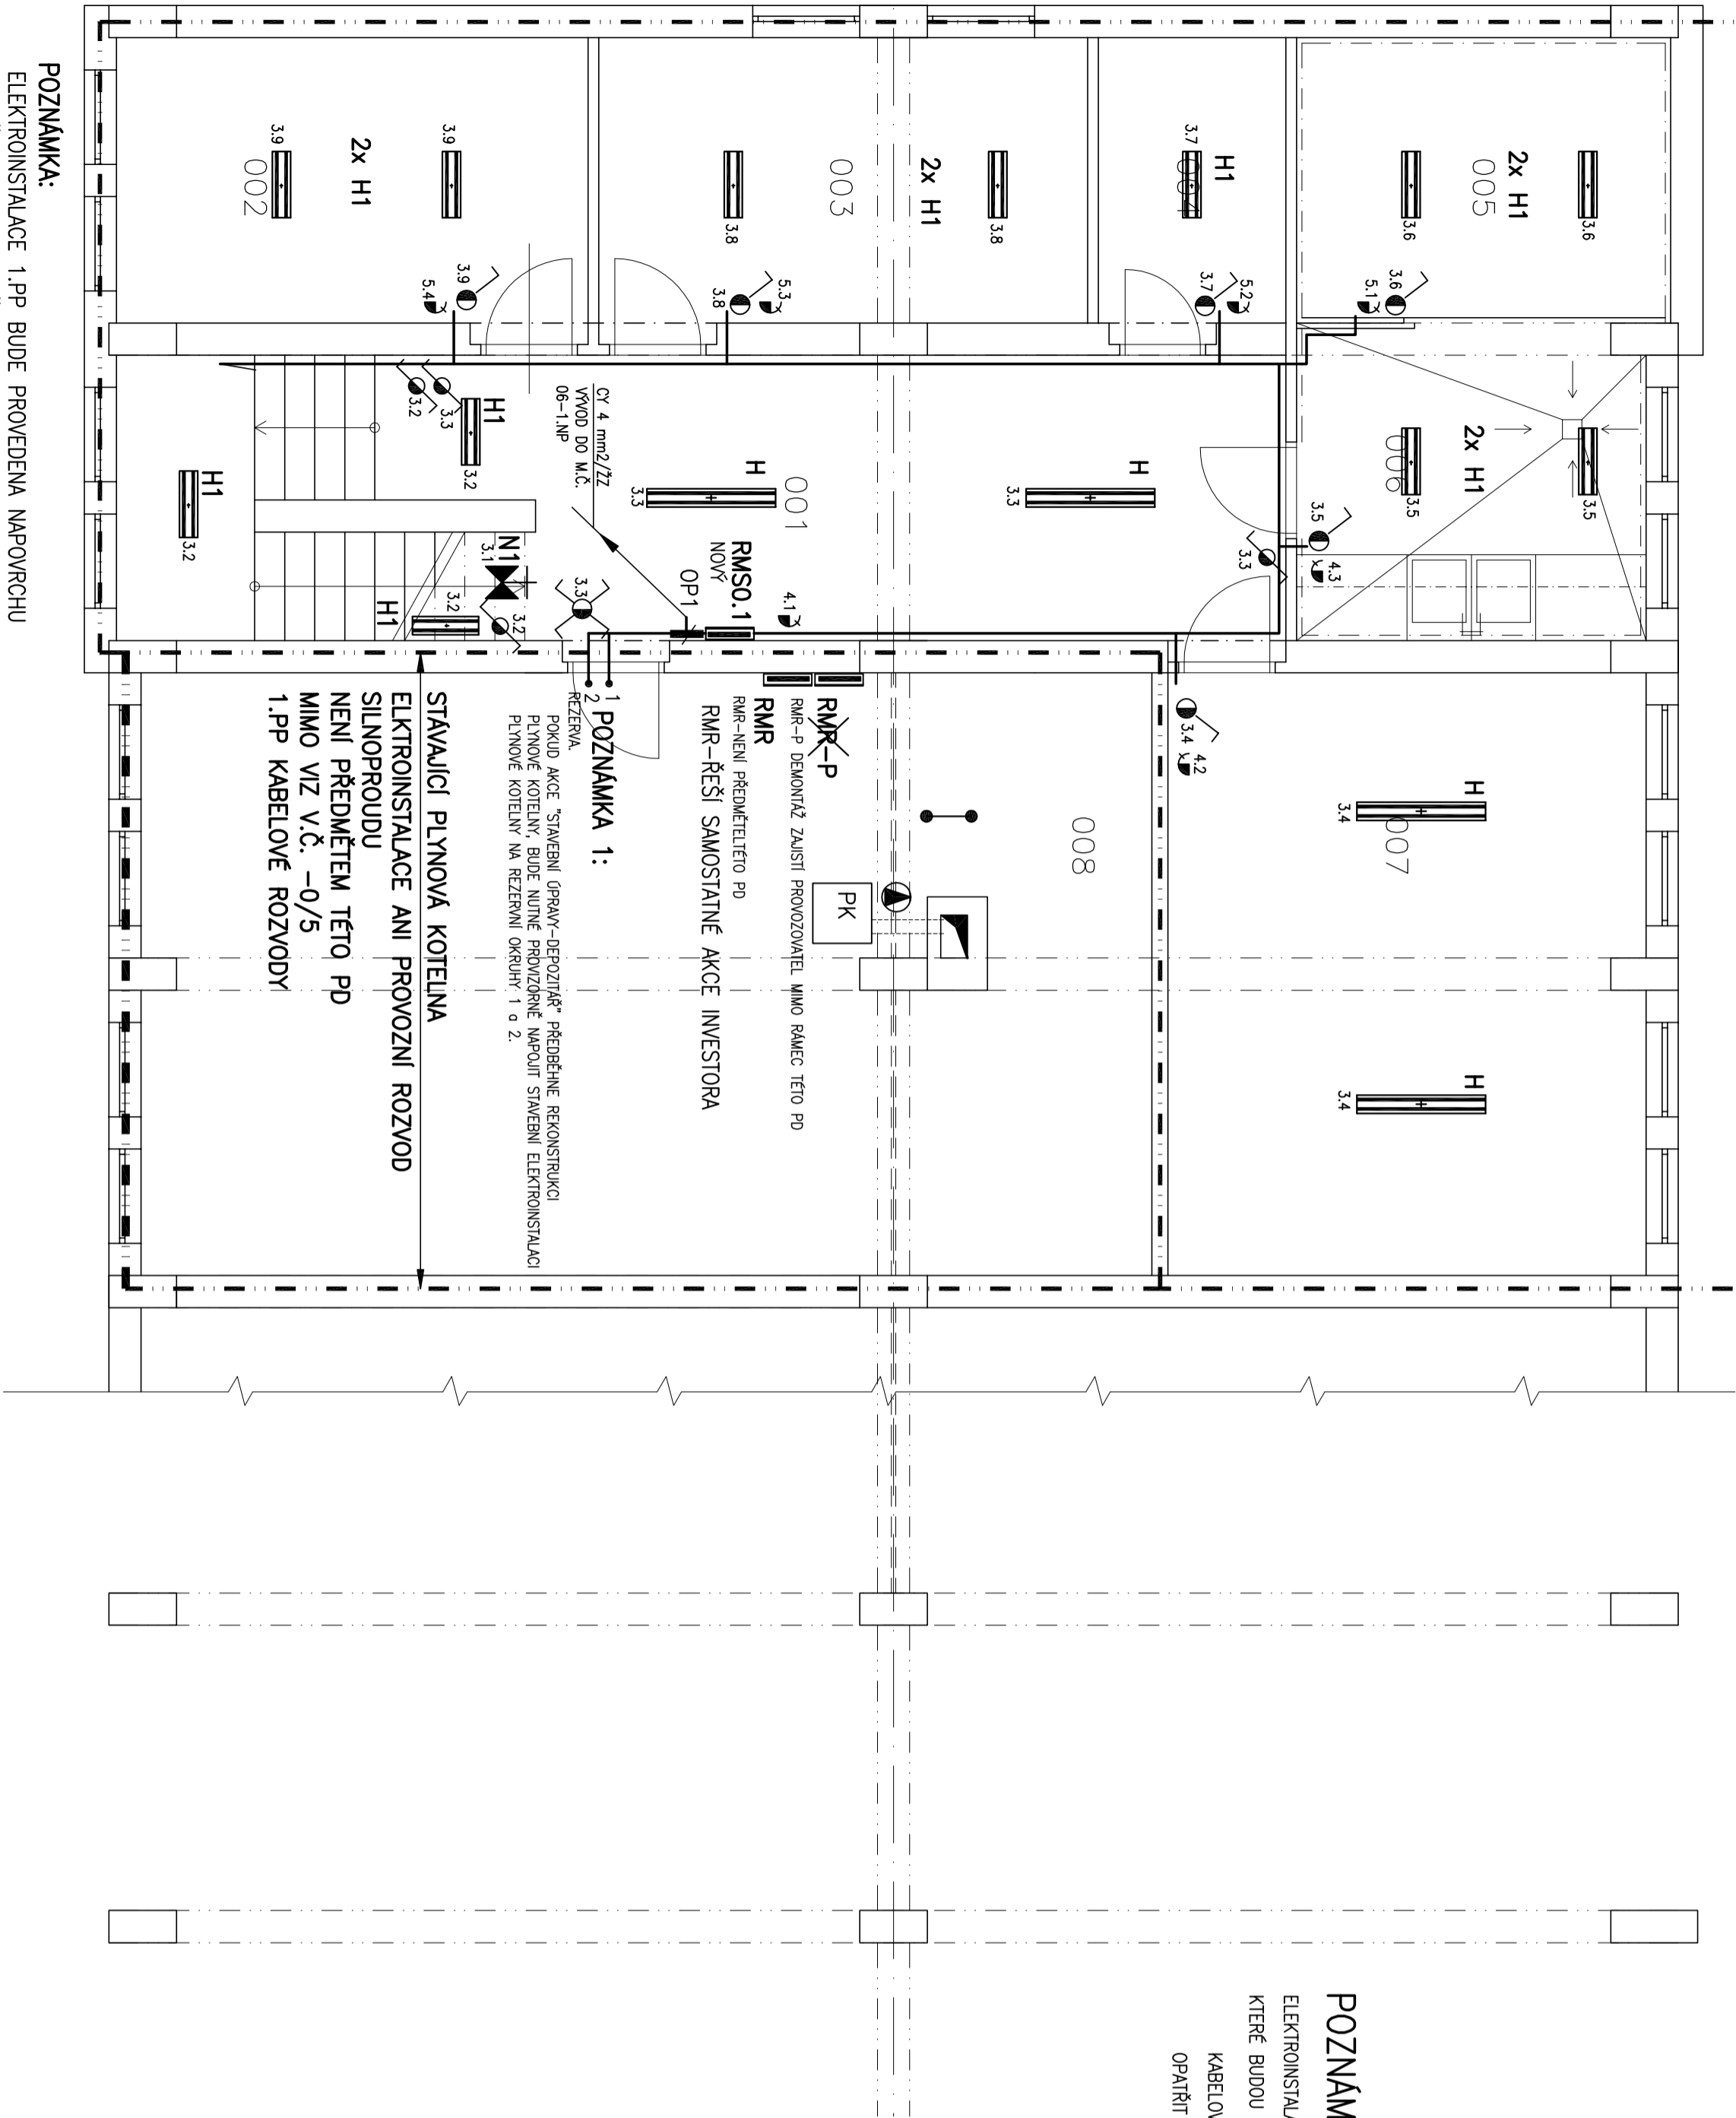 POZNÁMKA:
ELEKTROINSTALACE 1.PP BUDE PROVEDENA NAPOVRCHU
2x H1
005
3.6
3.6
3.6
5.1
H1
3.7
3.7
5.2
2x H1
003
3.8
3.8
3.8
5.3
2x H1
002
3.9
3.9
3.9
5.4
2x H1
3.5
3.5
3.5
4.3
H
3.3
3.3
001
H
3.3
CY 4 mm2/ŽZ
VÝVOD DO M.Č.
06-1.NP
RMS0.1
NOVÝ
OP1
4.1
H1
3.2
3.3
3.2
H1
3.2
N1
3.1
3.2
3.3
H1
3.2
H
007
3.4
H
3.4
3.4
4.2
008
PK
RMR-P
RMR-P DEMONTÁŽ ZAJISTÍ PROVOZOVATEL MIMO RÁMEC TÉTO PD
RMR
RMR-NENÍ PŘEDMĚTELTÉTO PD
RMR-ŘEŠÍ SAMOSTATNÉ AKCE INVESTORA
1
2
REZERVA.
POZNÁMKA 1:
POKUD AKCE "STAVEBNÍ ÚPRAVY-DEPOZITÁŘ" PŘEDBĚHNE REKONSTRUKCI
PLYNOVÉ KOTELNY, BUDE NUTNÉ PROVIZORNĚ NAPOJIT STAVEBNÍ ELEKTROINSTALACI
PLYNOVÉ KOTELNY NA REZERVNÍ OKRUHY 1 a 2.
STÁVAJÍCÍ PLYNOVÁ KOTELNA
ELKTROINSTALACE ANI PROVOZNÍ ROZVOD
SILNOPROUDU
NENÍ PŘEDMĚTEM TÉTO PD
MIMO VIZ V.Č. -0/5
1.PP KABELOVÉ ROZVODY
POZNÁM
ELEKTROINSTALA
KTERÉ BUDOU
KABELOV
OPATŘIT